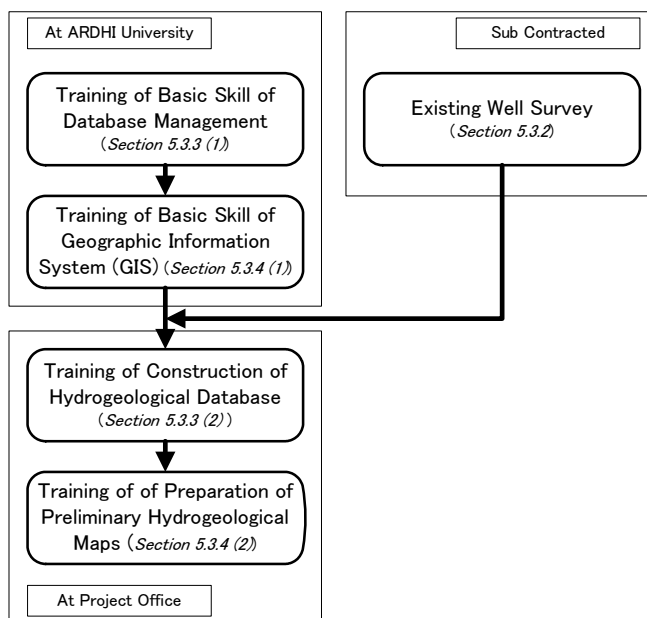 At ARDHI University
Training of Basic Skill of
Database Management
(Section 5.3.3 (1))
Training of Basic Skill of
Geographic Information
System (GIS) (Section 5.3.4 (1))
Sub Contracted
Existing Well Survey
(Section 5.3.2)
Training of Construction of
Hydrogeological Database
(Section 5.3.3 (2))
Training of of Preparation of
Preliminary Hydrogeological
Maps (Section 5.3.4 (2))
At Project Office